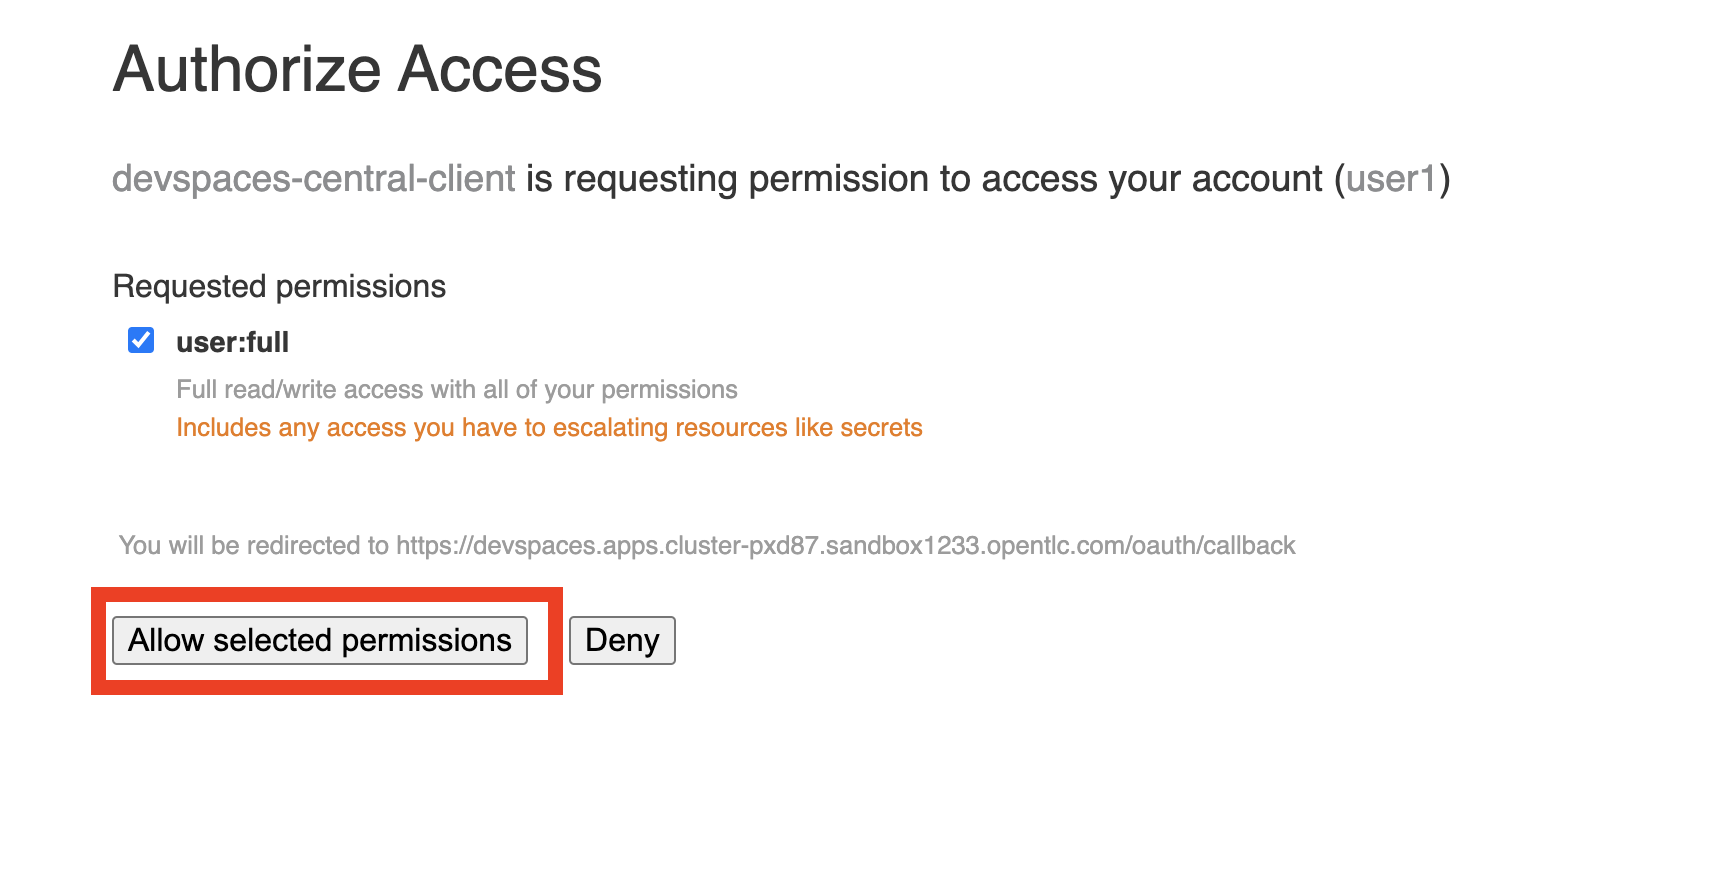 Authorize Access
devspaces-central-client is requesting permission to access your account (user1)
Requested permissions
user:full
Full read/write access with all of your permissions
Includes any access you have to escalating resources like secrets
You will be redirected to https://devspaces.apps.cluster-pxd87.sandbox1233.opentlc.com/oauth/callback
Allow selected permissions Deny